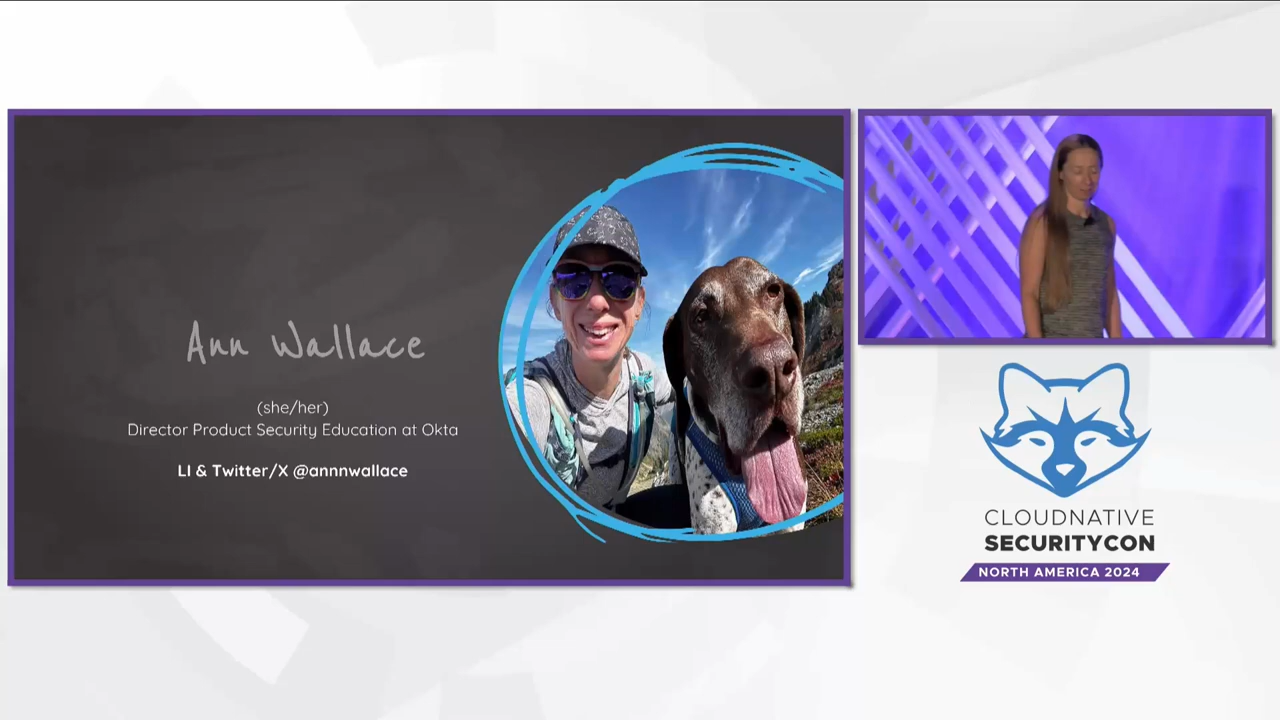 Ann Wallace
(she/her)
Director Product Security Education at Okta
LI & Twitter/X @annnwallace
CLOUDNATIVE
SECURITYCON
NORTH AMERICA 2024